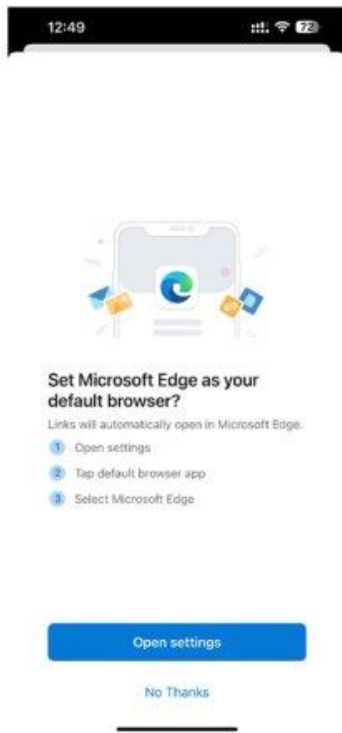 12:49
72
Set Microsoft Edge as your
default browser?
Links will automatically open in Microsoft Edge.
1 Open settings
2 Tap default browser app
3 Select Microsoft Edge
Open settings
No Thanks